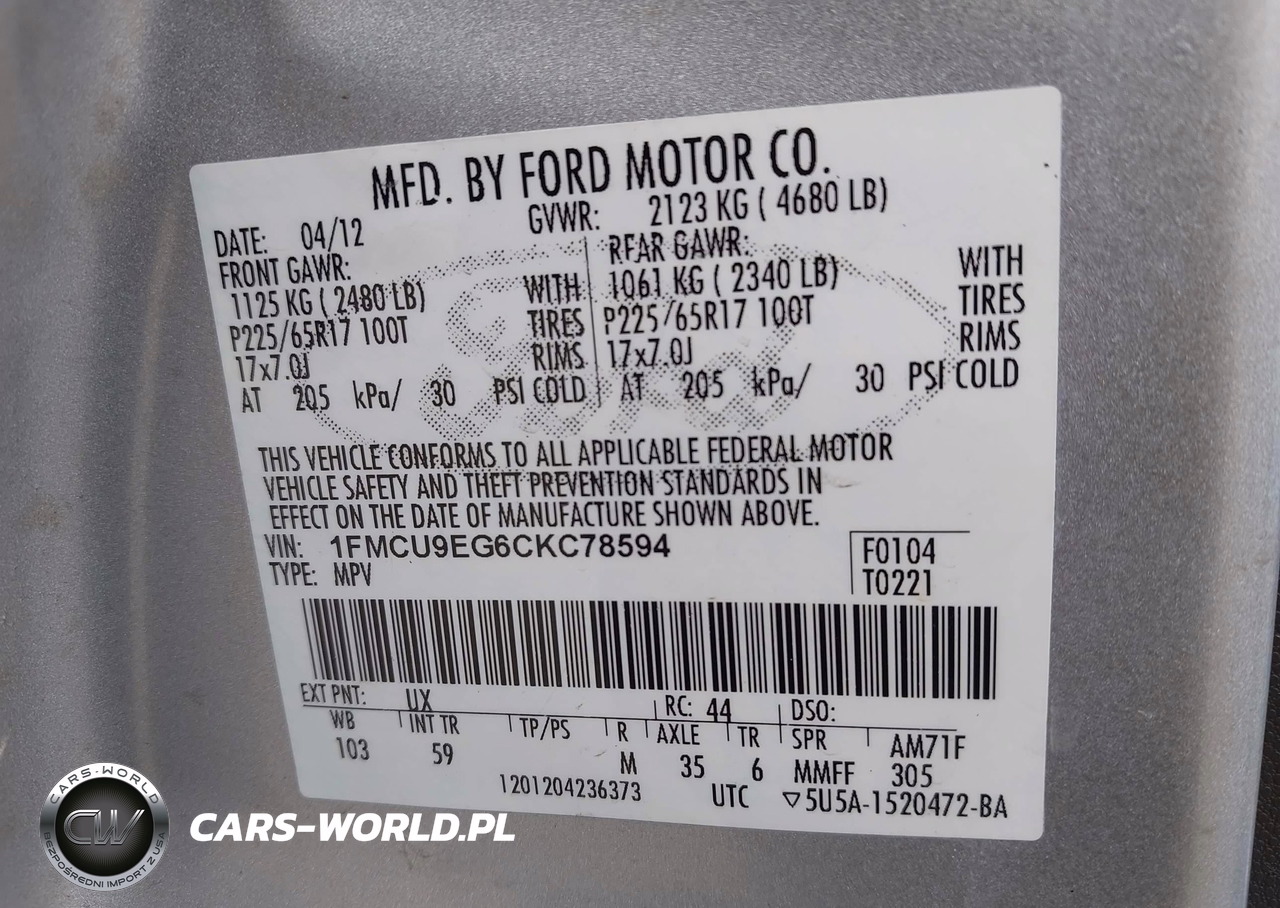 MFD. BY FORD MOTOR CO.
DATE: 04/12 GVWR: 2123 KG ( 4680 LB)
FRONT GAWR: REAR GAWR:
1125 KG ( 2480 LB) WITH 1061 KG ( 2340 LB) WITH
P225/65R17 100T TIRES P225/65R17 100T TIRES
17x7.0J RIMS 17x7.0J RIMS
AT 205 kPa/ 30 PSI COLD AT 205 kPa/ 30 PSI COLD
THIS VEHICLE CONFORMS TO ALL APPLICABLE FEDERAL MOTOR
VEHICLE SAFETY AND THEFT PREVENTION STANDARDS IN
EFFECT ON THE DATE OF MANUFACTURE SHOWN ABOVE.
VIN: 1FMCU9EG6CKC78594 F0104
TYPE: MPV T0221
EXT PNT: UX RC: 44 DSO:
WB INT TR TP/PS R AXLE TR SPR AM71F
103 59 M 35 6 MMFF 305
1201204236373 UTC ▽5U5A-1520472-BA
CARS-WORLD
CW
BEZPOŚREDNI IMPORT Z USA
CARS-WORLD.PL